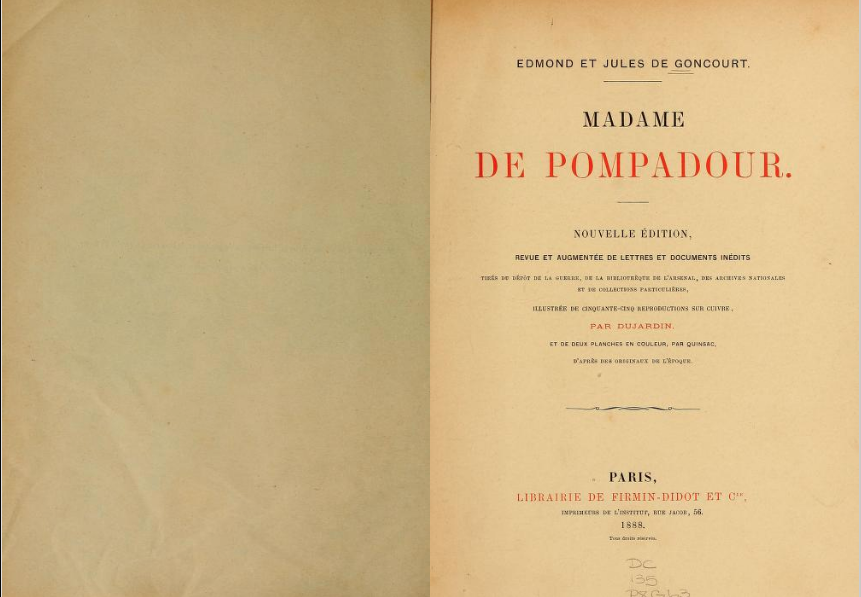 EDMOND ET JULES DE GONCOURT.
MADAME
DE POMPADOUR.
NOUVELLE ÉDITION,
REVUE ET AUGMENTÉE DE LETTRES ET DOCUMENTS INÉDITS
TIRÉS DU DÉPÔT DE LA GUERRE, DE LA BIBLIOTHÈQUE DE L'ARSENAL, DES ARCHIVES NATIONALES
ET DE COLLECTIONS PARTICULIÈRES,
ILLUSTRÉE DE CINQUANTE-CINQ REPRODUCTIONS SUR CUIVRE,
PAR DUJARDIN.
ET DE DEUX PLANCHES EN COULEUR, PAR QUINSAC,
D'APRÈS DES ORIGINAUX DE L'ÉPOQUE.
PARIS,
LIBRAIRIE DE FIRMIN-DIDOT ET Cie,
IMPRIMEURS DE L'INSTITUT, RUE JACOB, 56.
1888.
Tous droits réservés.
DC
135